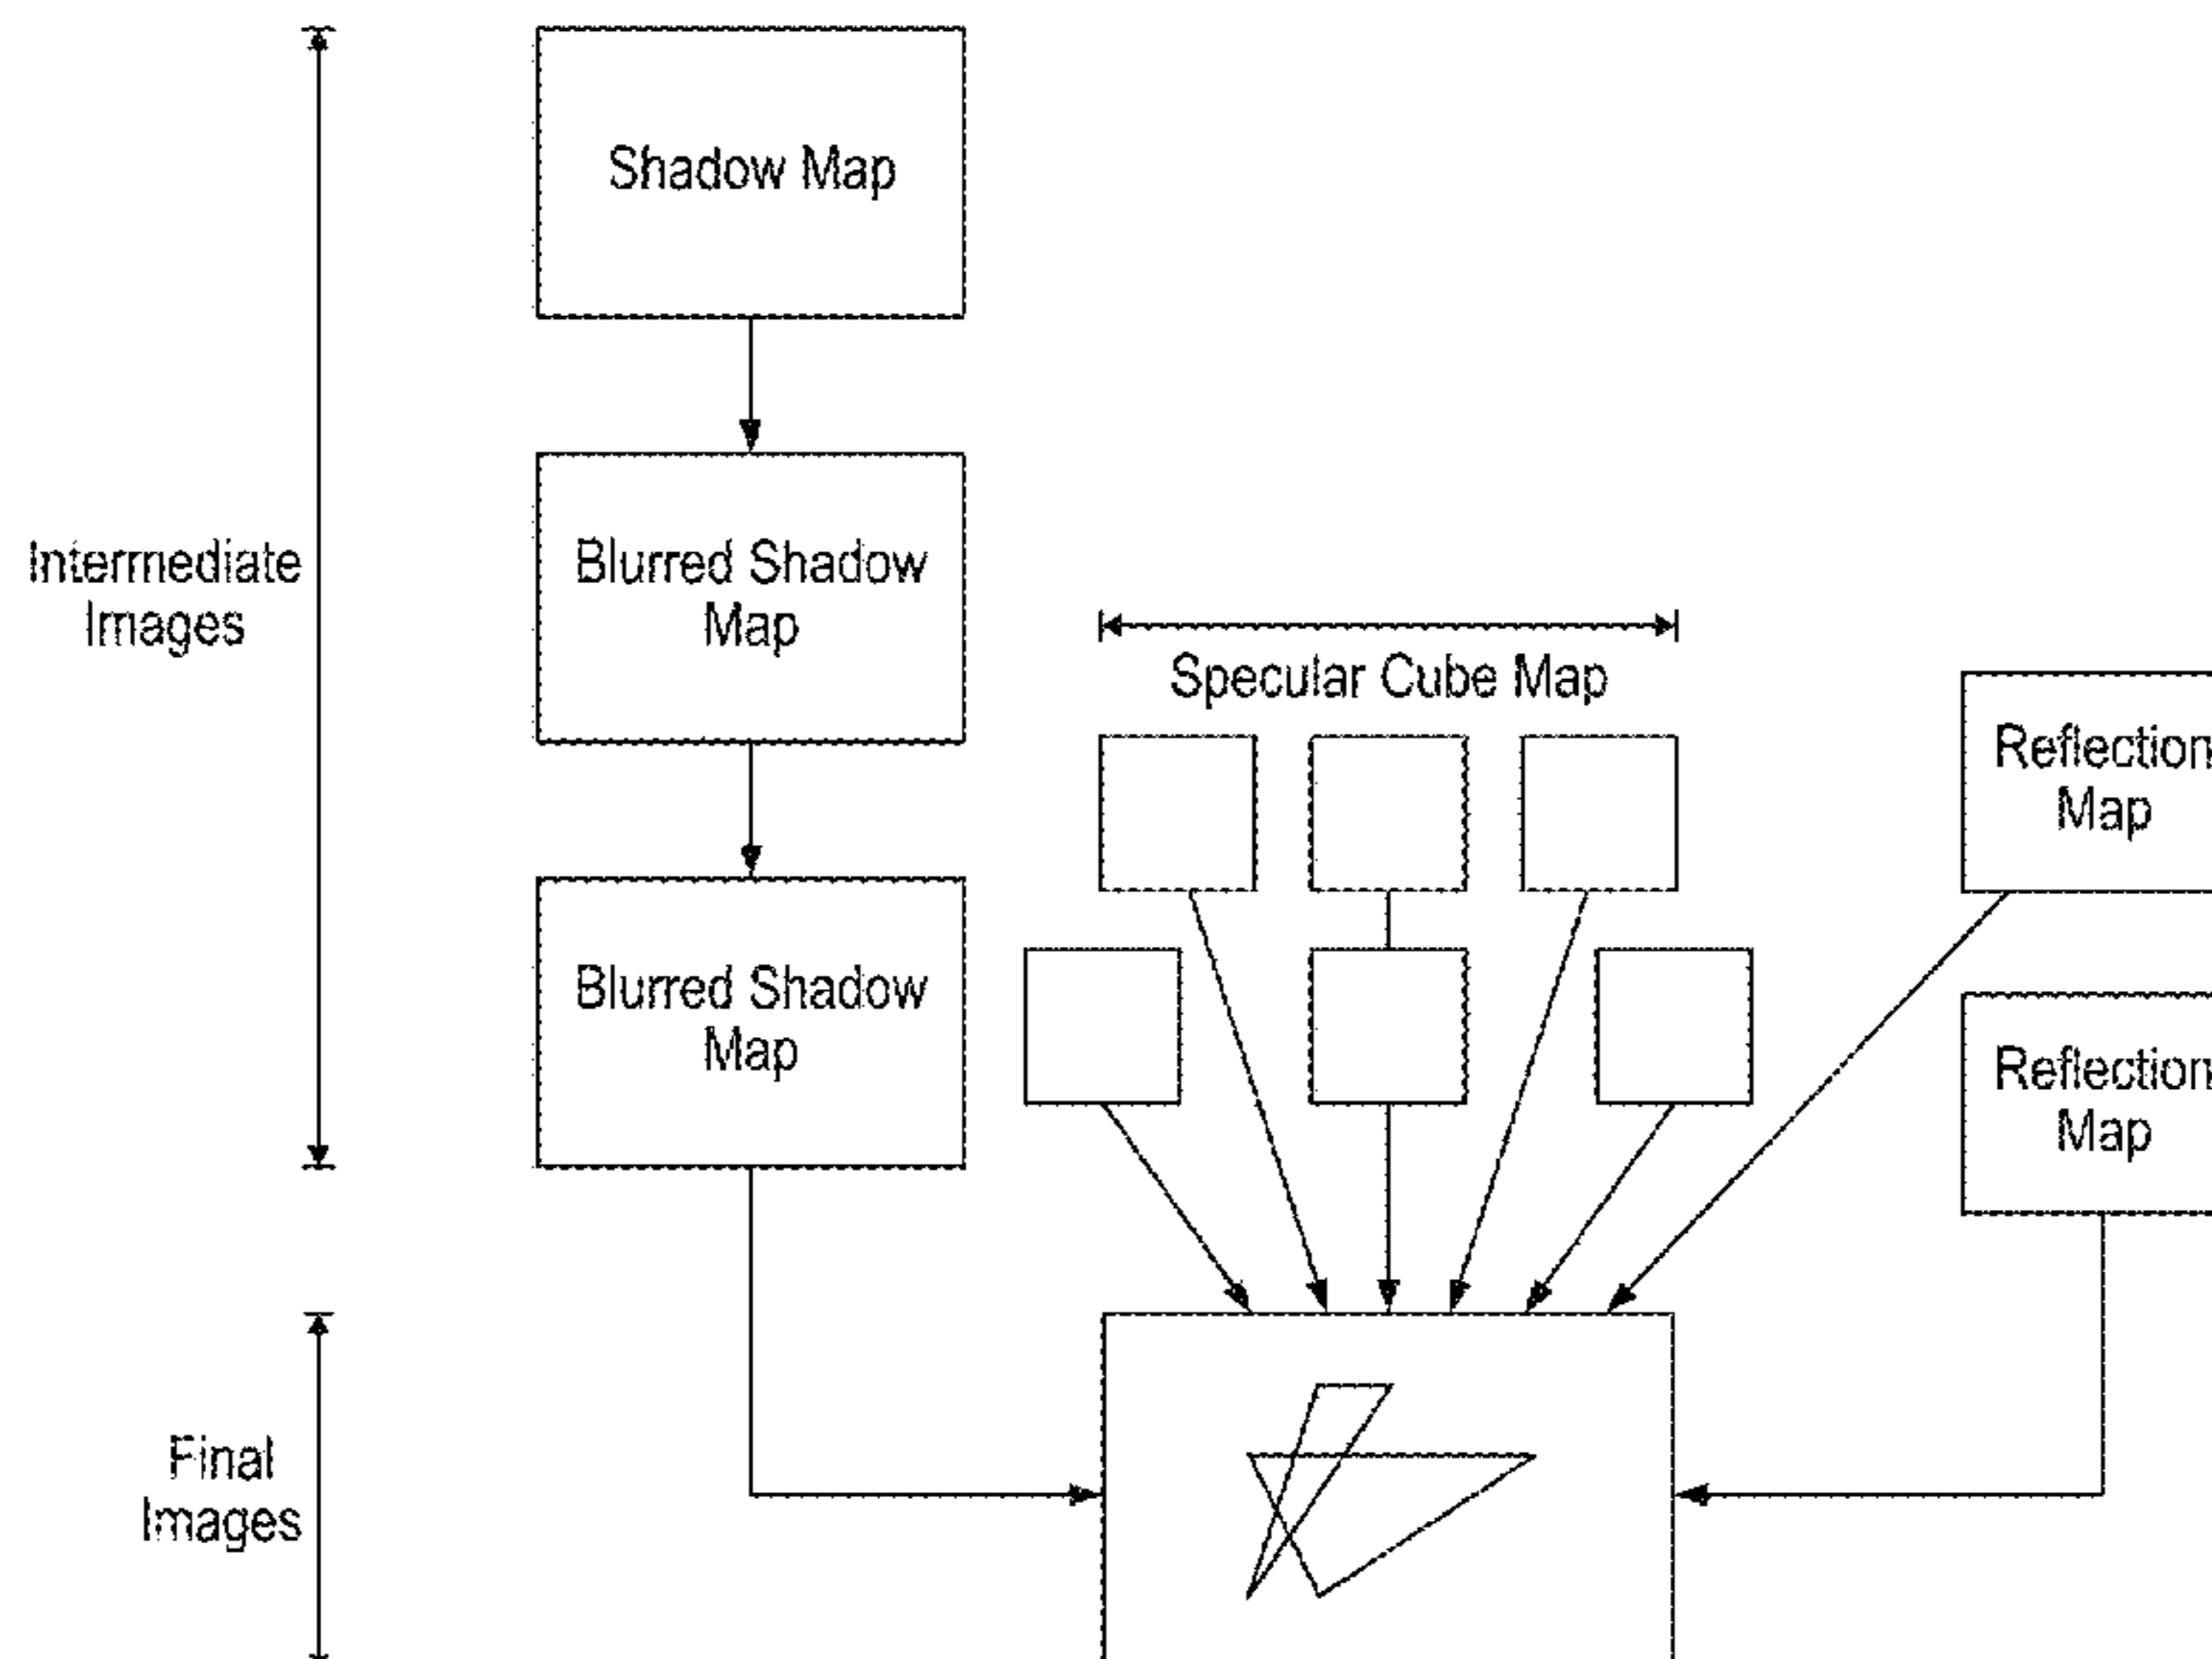 Shadow Map
Intermediate
Images
Blurred Shadow
Map
Specular Cube Map
Reflection
Map
Blurred Shadow
Map
Reflection
Map
Final
Images